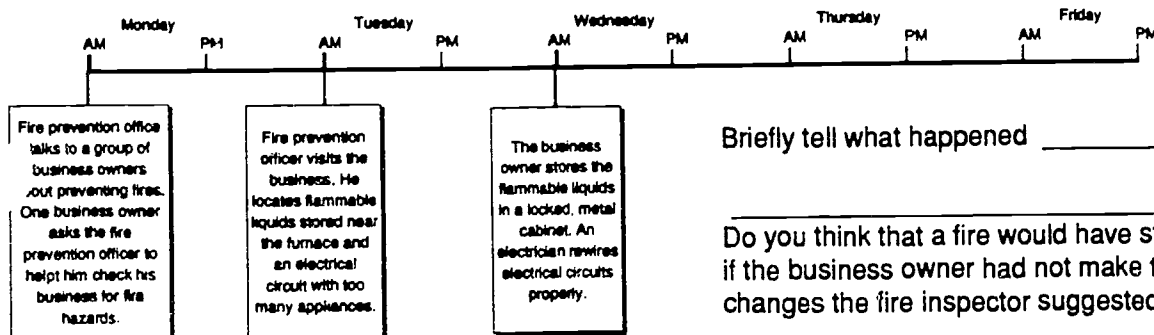 Monday Tuesday Wednesday Thursday Friday
AM PM AM PM AM PM AM PM AM PM
Fire prevention office
talks to a group of
business owners
out preventing fires.
One business owner
asks the fire
prevention officer to
helpt him check his
business for fire
hazards.
Fire prevention
officer visits the
business. He
locates flammable
liquids stored near
the furnace and
an electrical
circuit with too
many appliances.
The business
owner stores the
flammable liquids
in a locked, metal
cabinet. An
electrician rewires
electrical circuits
property.
Briefly tell what happened
Do you think that a fire would have
if the business owner had not make
changes the fire inspector suggested